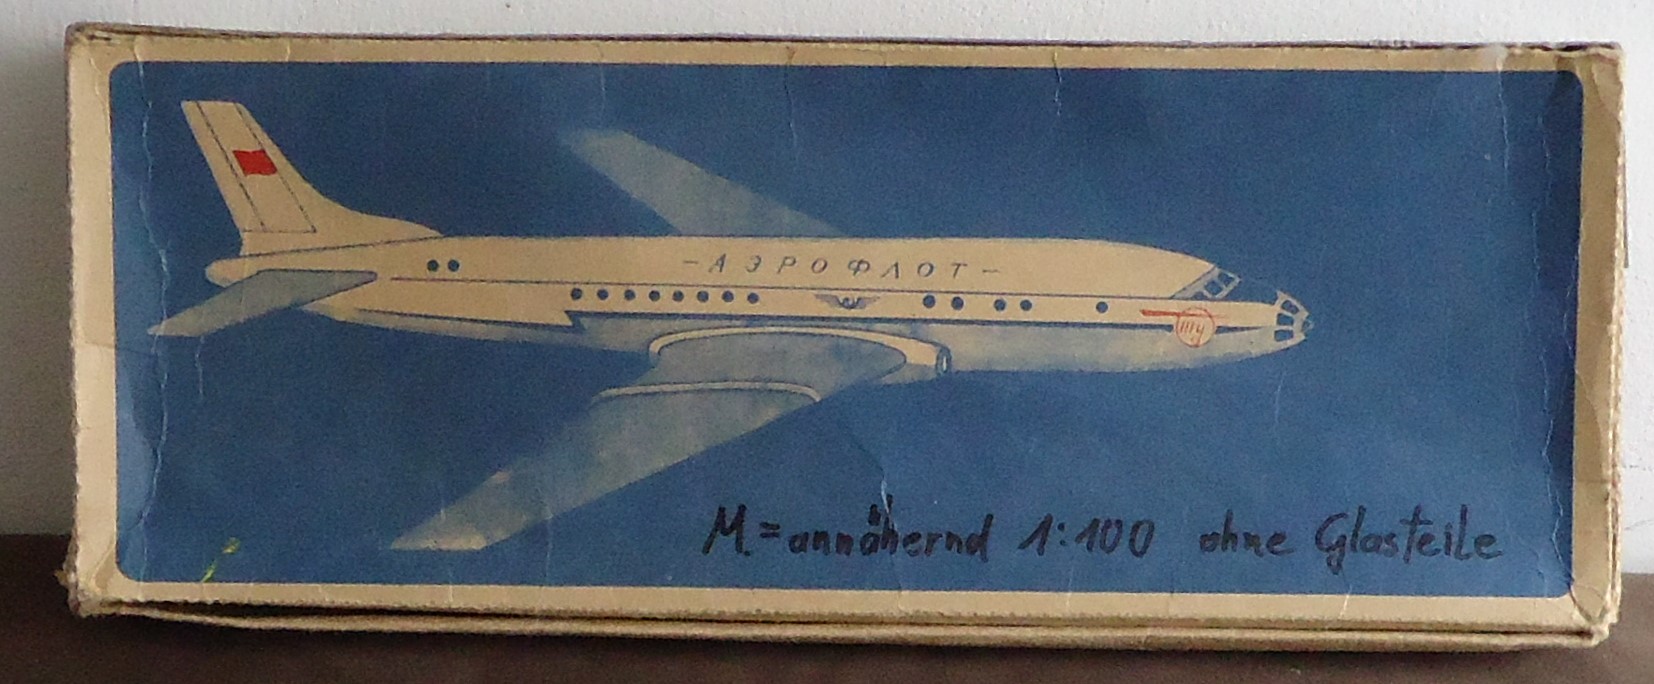 - АЭРОФЛОТ -
Ту
M.=annähernd 1:100 ohne Glasteile